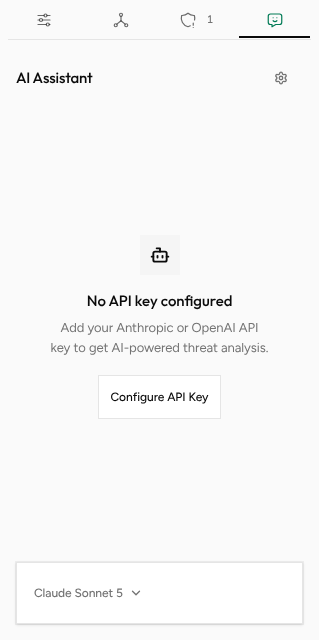 1
AI Assistant
No API key configured
Add your Anthropic or OpenAI API
key to get AI-powered threat analysis.
Configure API Key
Claude Sonnet 5